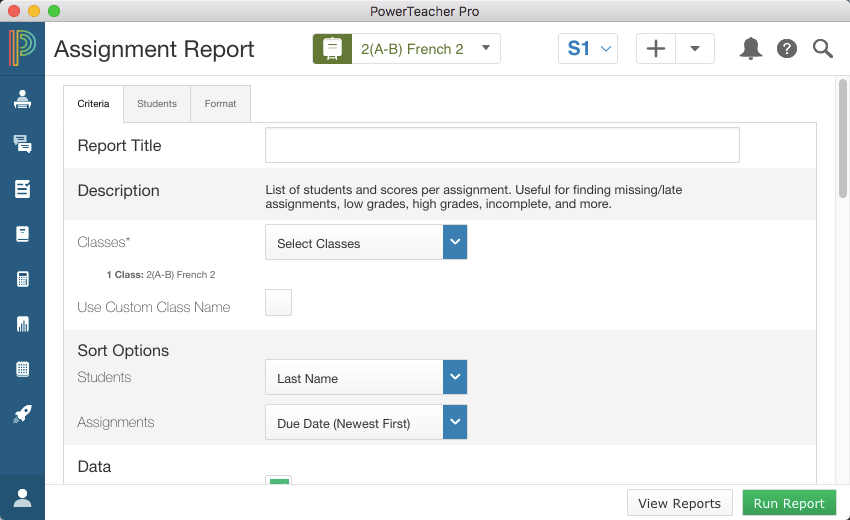 PowerTeacher Pro
Assignment Report
2(A-B) French 2
S1
Criteria
Students
Format
Report Title
Description
List of students and scores per assignment. Useful for finding missing/late
assignments, low grades, high grades, incomplete, and more.
Classes*
Select Classes
1 Class: 2(A-B) French 2
Use Custom Class Name
Sort Options
Students
Last Name
Assignments
Due Date (Newest First)
Data
View Reports
Run Report